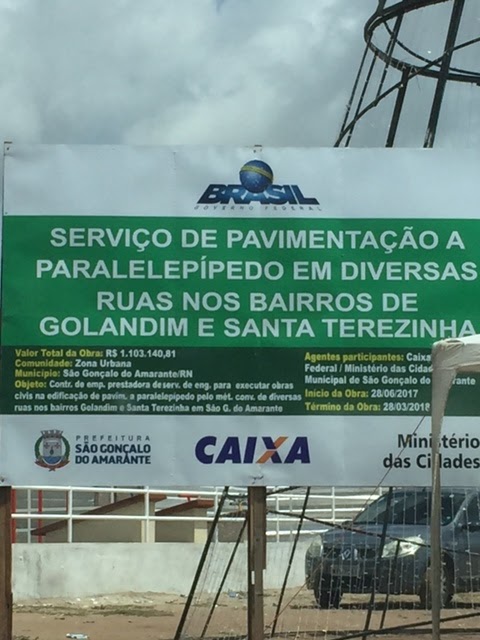 BRASIL
GOVERNO FEDERAL
SERVIÇO DE PAVIMENTAÇÃO A
PARALELEPÍPEDO EM DIVERSAS
RUAS NOS BAIRROS DE
GOLANDIM E SANTA TEREZINHA
Valor Total da Obra: R$ 1.103.140,81
Comunidade: Zona Urbana
Município: São Gonçalo do Amarante/RN
Objeto: Contr. de emp. prestadora de serv. de eng. para executar obras
civis na edificação de pavim. a paralelepípedo pelo mét. conv. de diversas
ruas nos bairros Golandim e Santa Terezinha em São G. do Amarante
Agentes participantes: Caixa
Federal / Ministério das Cidades
Municipal de São Gonçalo do Amarante
Início da Obra: 28/06/2017
Término da Obra: 28/03/2018
PREFEITURA
SÃO GONÇALO
DO AMARANTE
CAIXA
Ministério
das Cidades